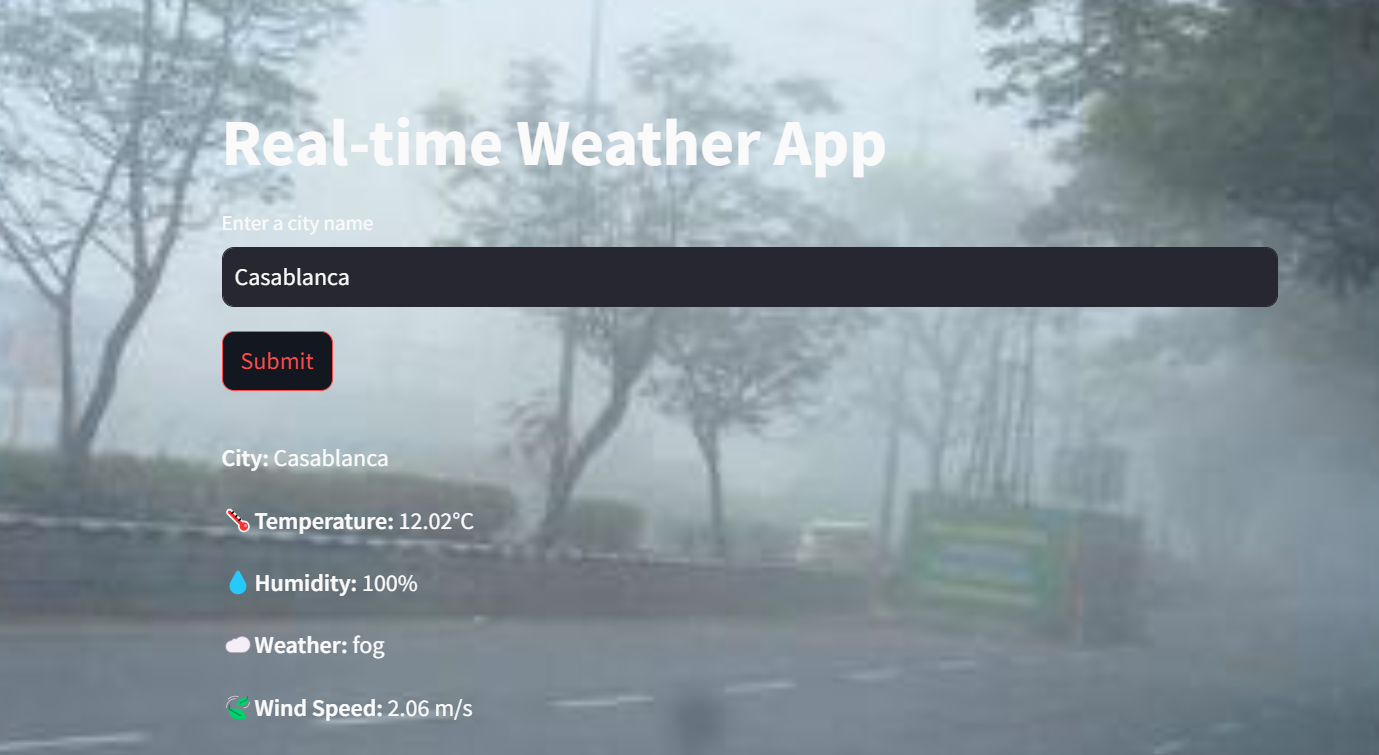 Real-time Weather App
Enter a city name
Casablanca
Submit
City: Casablanca
🌡️ Temperature: 12.02°C
💧 Humidity: 100%
☁️ Weather: fog
🍃 Wind Speed: 2.06 m/s